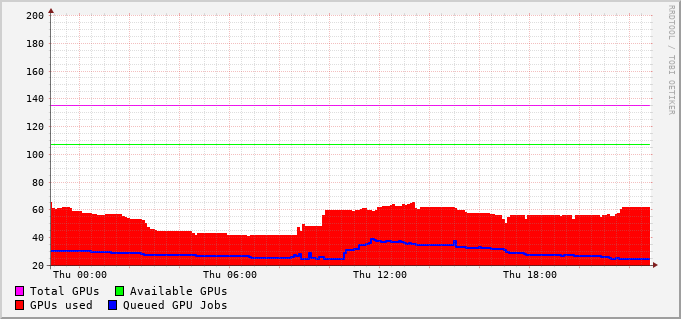 200
180
160
140
120
100
80
60
40
20
Thu 00:00 Thu 06:00 Thu 12:00 Thu 18:00
Total GPUs Available GPUs
GPUs used Queued GPU Jobs
RRDTOOL / TOBI OETIKER